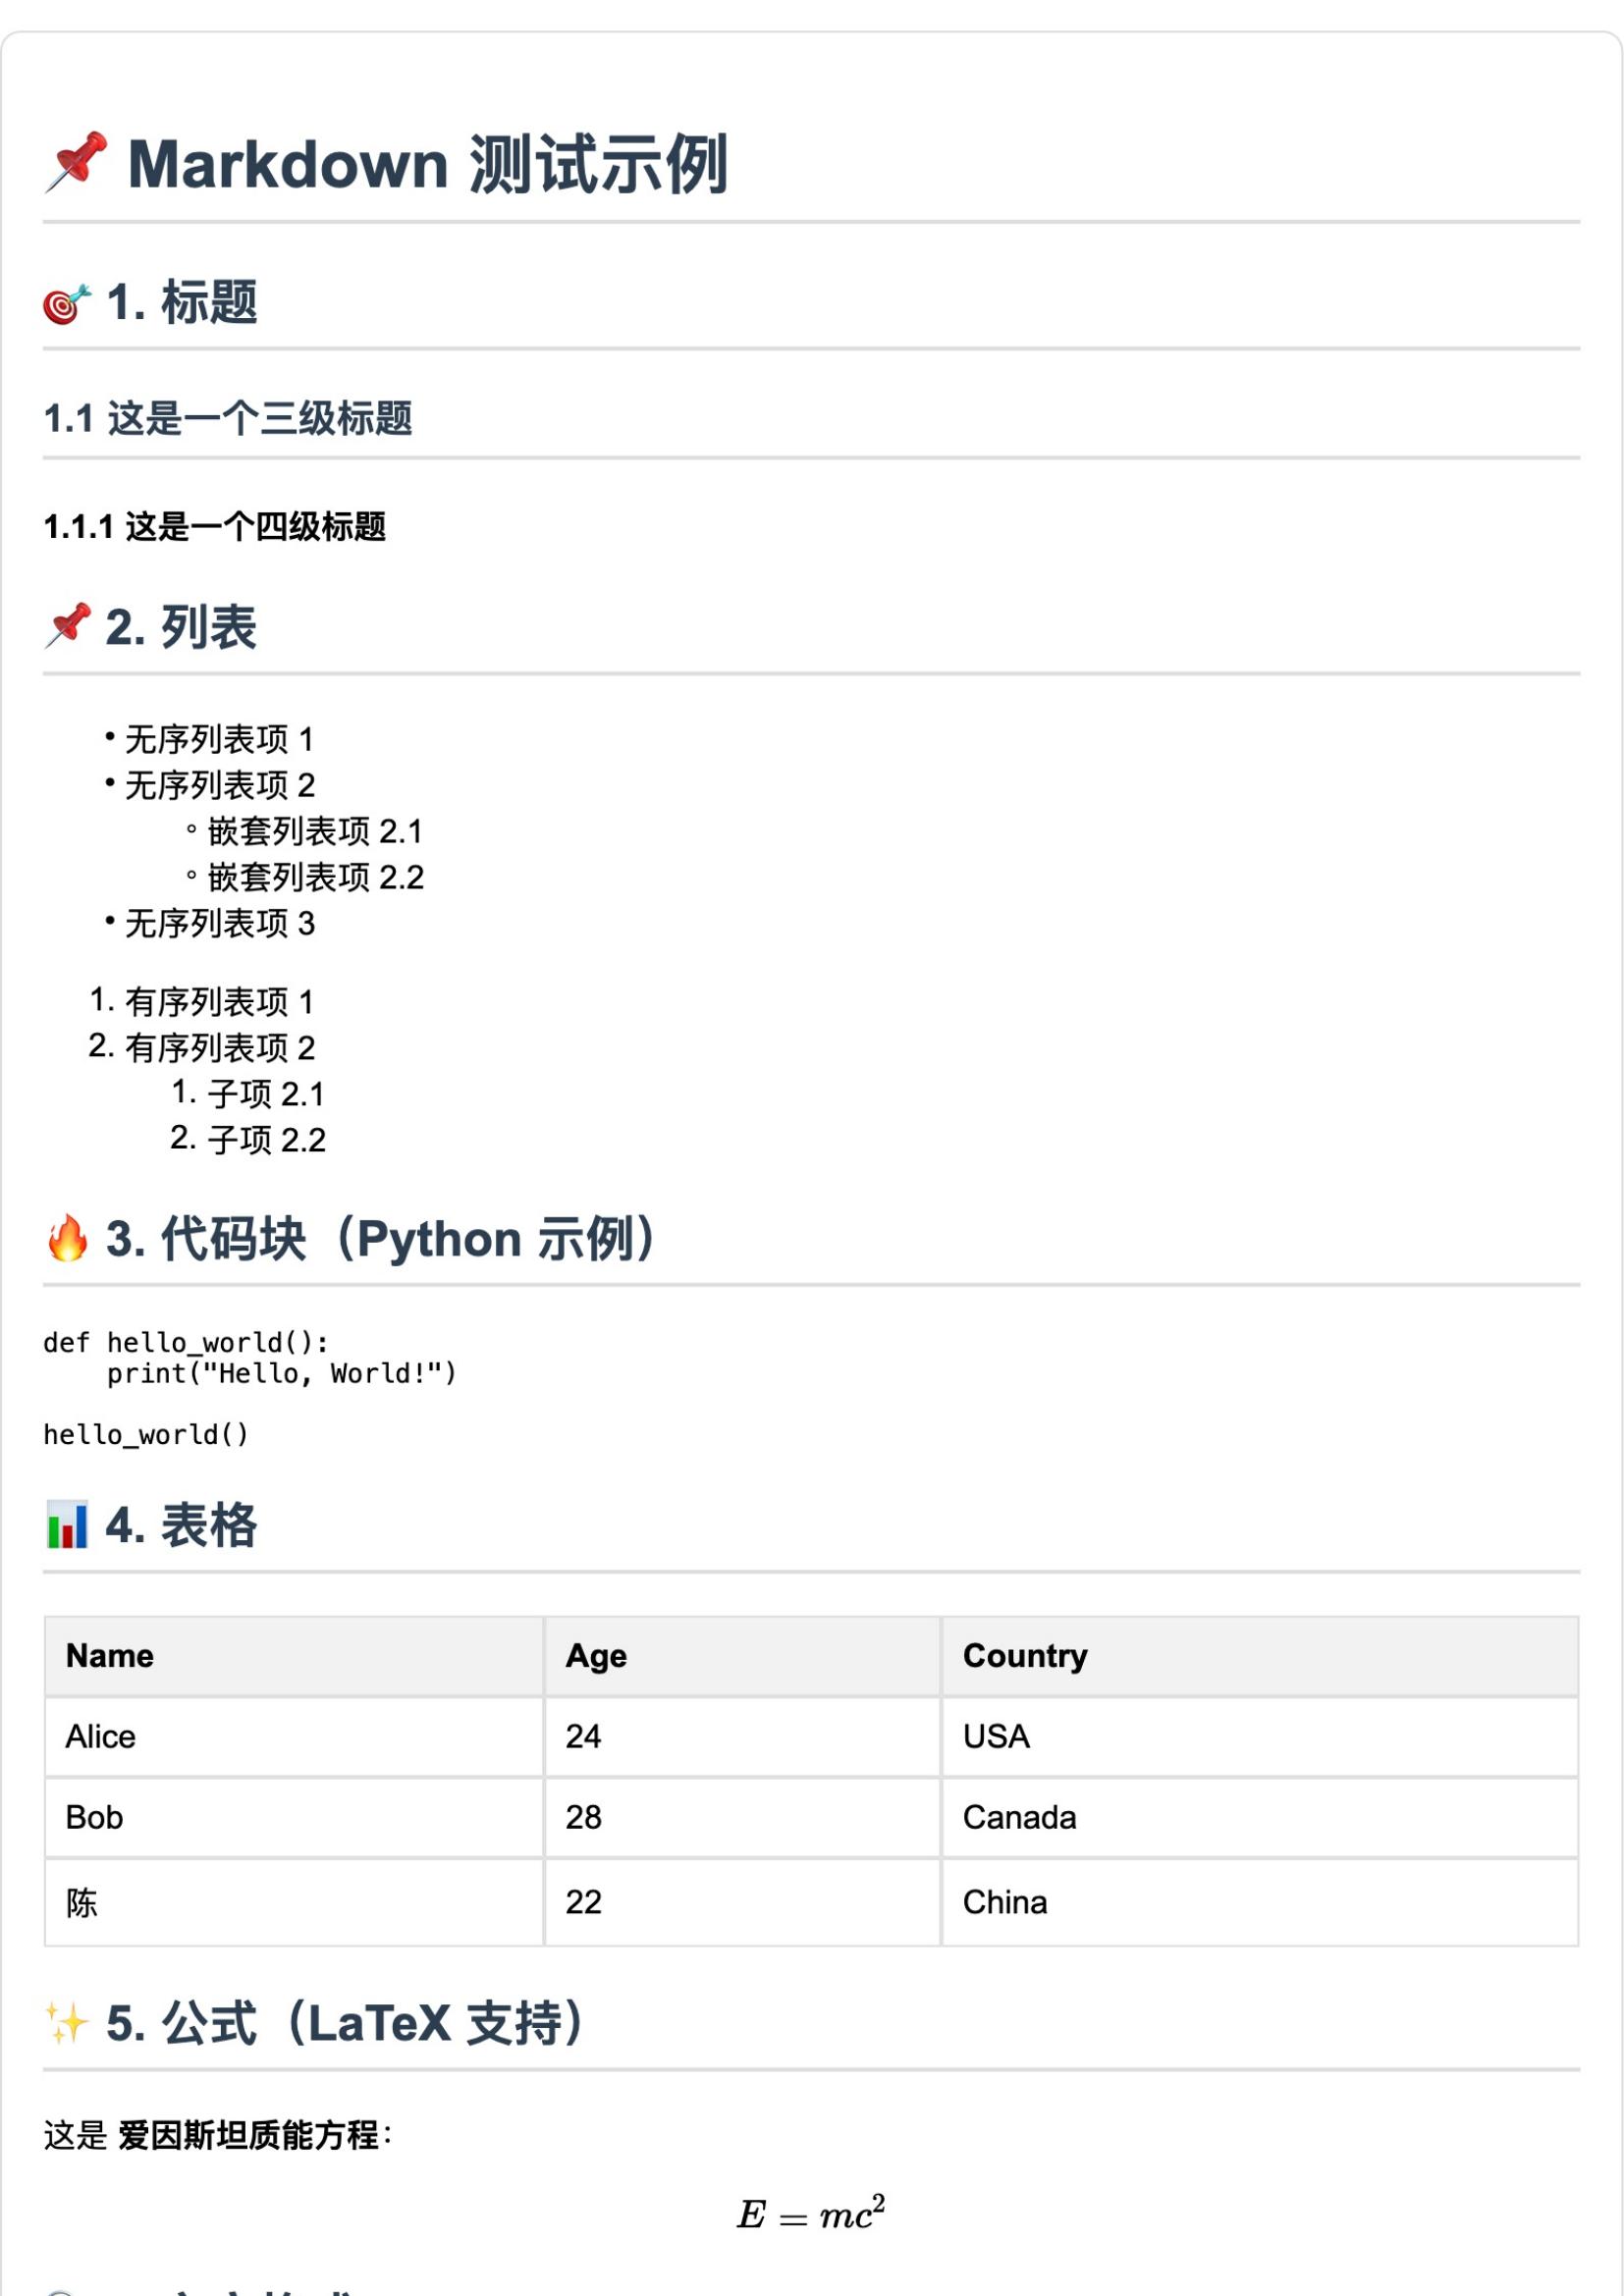 📌 Markdown 测试示例
🎯 1. 标题
1.1 这是一个三级标题
1.1.1 这是一个四级标题
📌 2. 列表
• 无序列表项 1
• 无序列表项 2
◦ 嵌套列表项 2.1
◦ 嵌套列表项 2.2
• 无序列表项 3
1. 有序列表项 1
2. 有序列表项 2
1. 子项 2.1
2. 子项 2.2
🔥 3. 代码块（Python 示例）
def hello_world():
    print("Hello, World!")
hello_world()
📊 4. 表格
Name Age Country
Alice 24 USA
Bob 28 Canada
陈 22 China
✨ 5. 公式（LaTeX 支持）
这是 爱因斯坦质能方程：
E = mc²